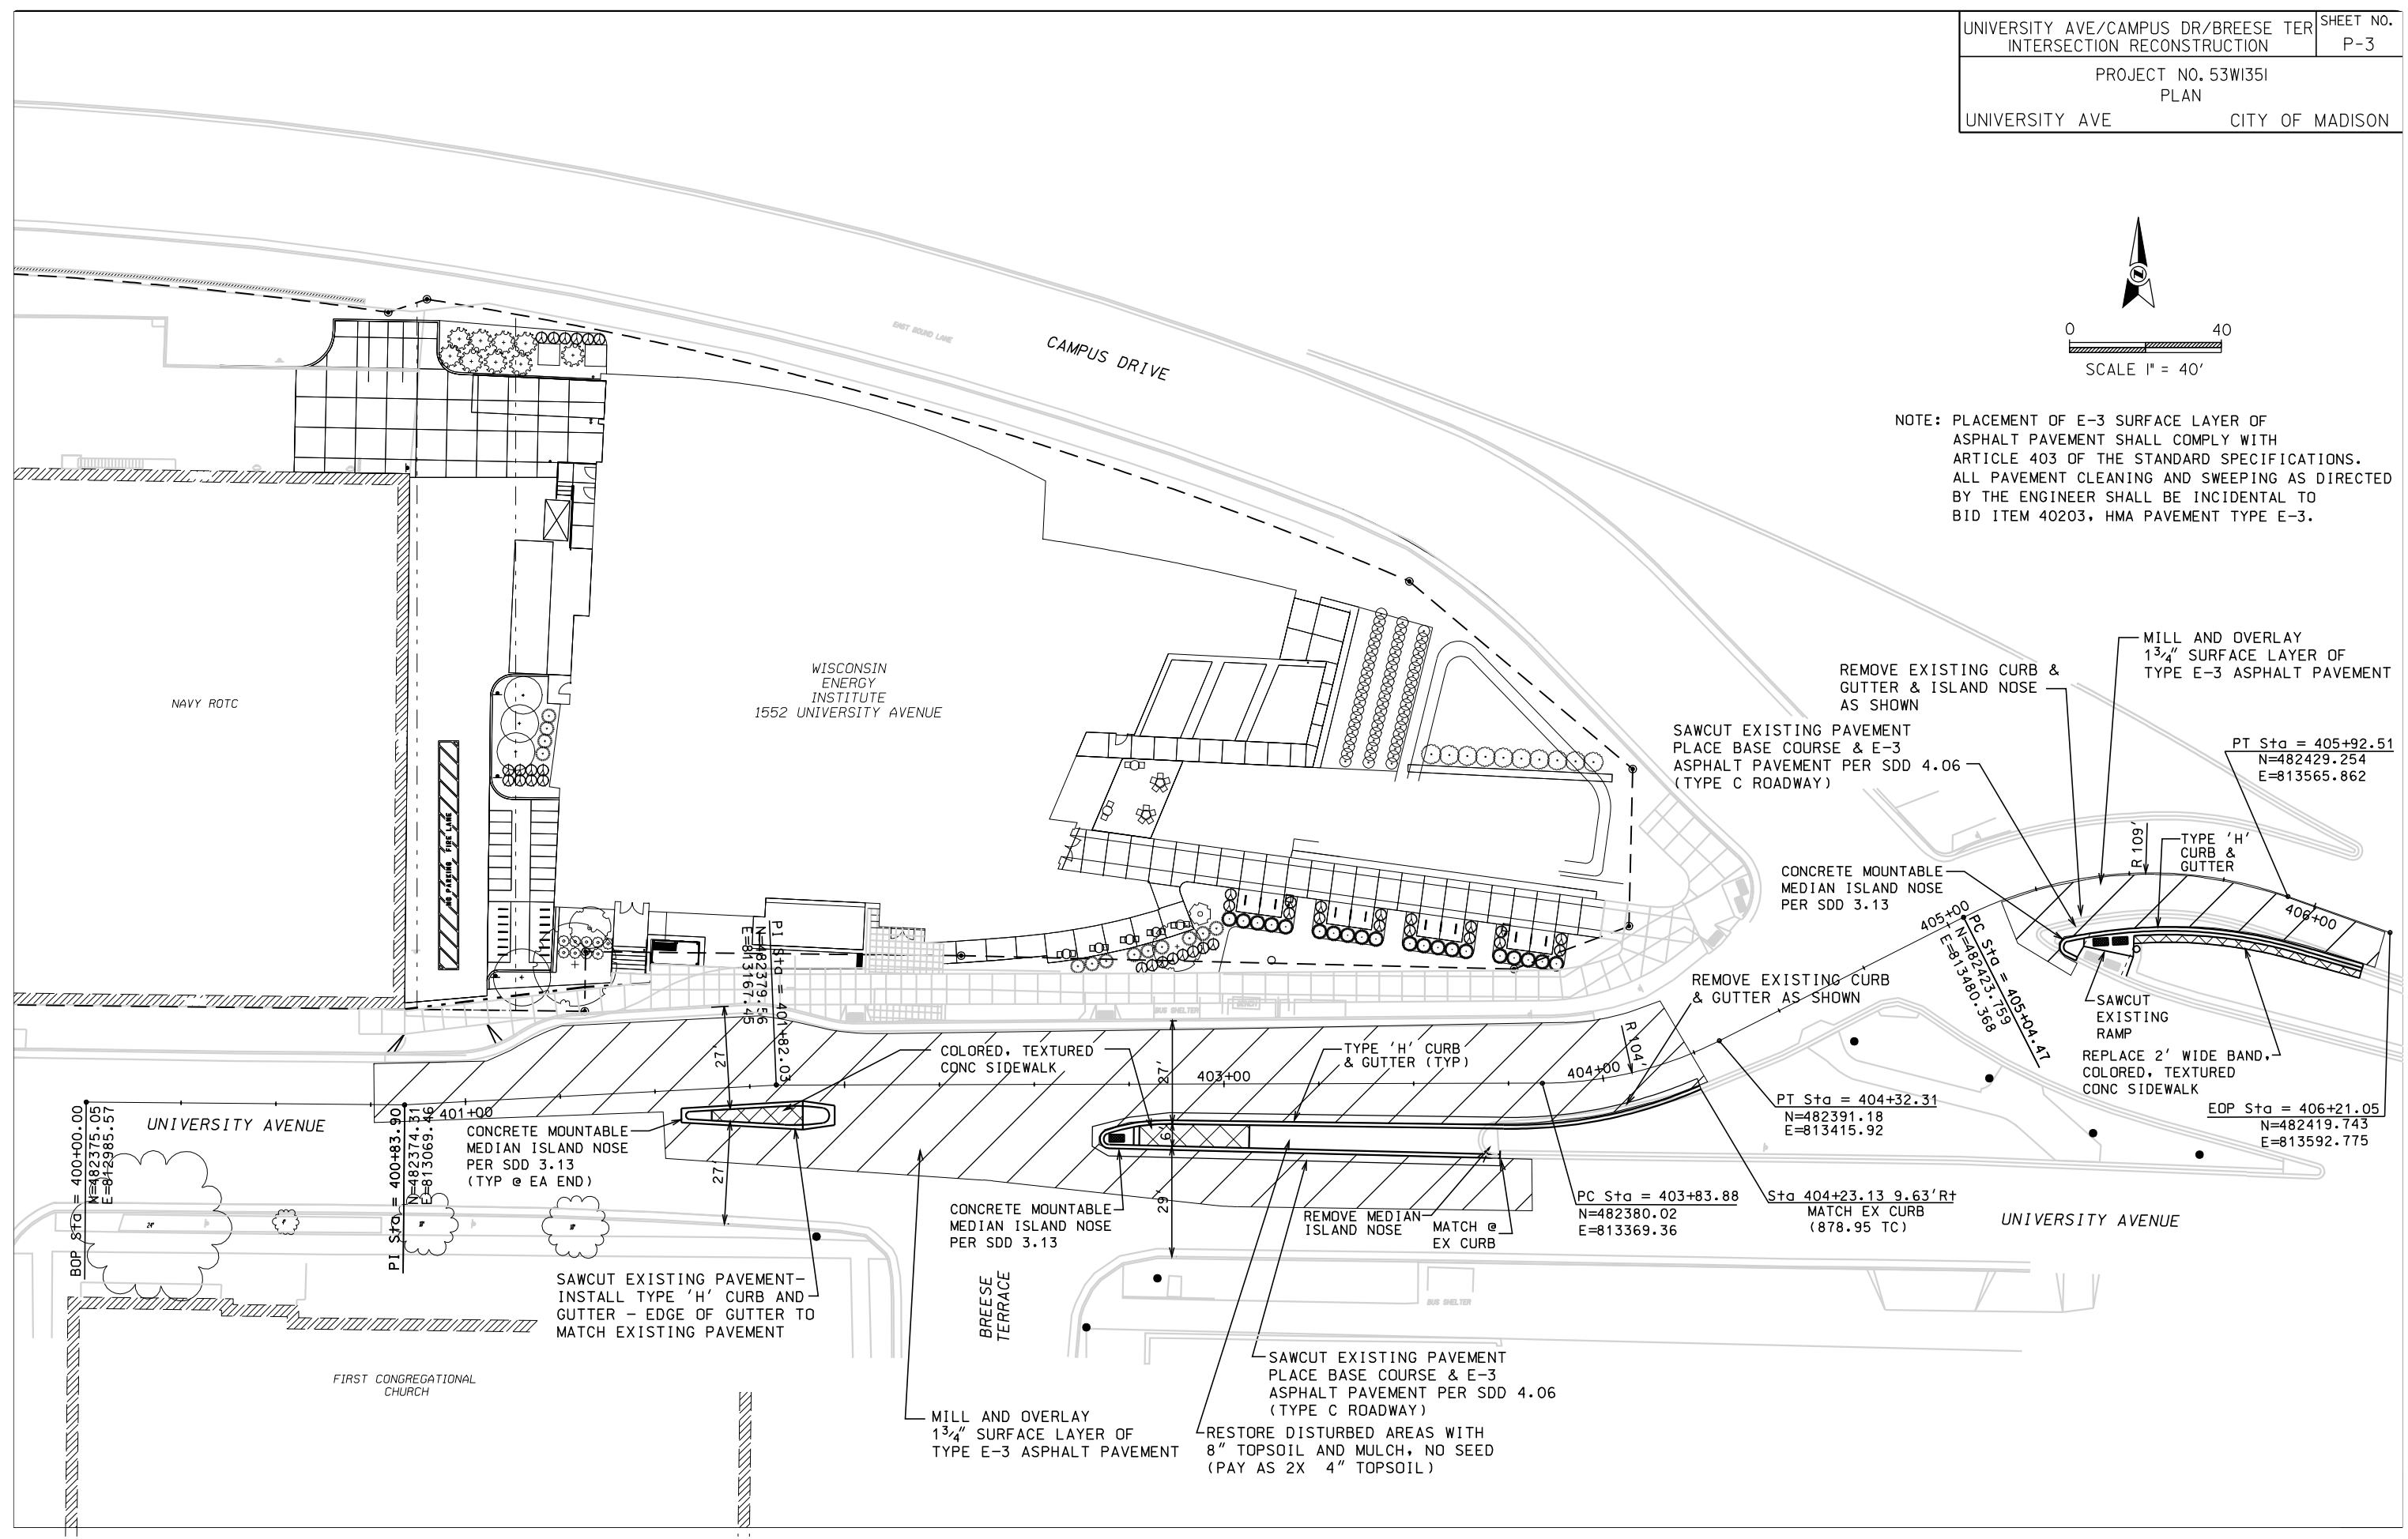 UNIVERSITY AVE/CAMPUS DR/BREESE TER
INTERSECTION RECONSTRUCTION
SHEET NO.
P-3
PROJECT NO. 53W1351
PLAN
UNIVERSITY AVE
CITY OF MADISON
0 40
SCALE 1" = 40'
NOTE: PLACEMENT OF E-3 SURFACE LAYER OF
ASPHALT PAVEMENT SHALL COMPLY WITH
ARTICLE 403 OF THE STANDARD SPECIFICATIONS.
ALL PAVEMENT CLEANING AND SWEEPING AS DIRECTED
BY THE ENGINEER SHALL BE INCIDENTAL TO
BID ITEM 40203, HMA PAVEMENT TYPE E-3.
EAST BOUND LANE
CAMPUS DRIVE
NAVY ROTC
WISCONSIN
ENERGY
INSTITUTE
1552 UNIVERSITY AVENUE
NO PARKING FIRE LANE
MILL AND OVERLAY
1 3/4" SURFACE LAYER OF
TYPE E-3 ASPHALT PAVEMENT
REMOVE EXISTING CURB &
GUTTER & ISLAND NOSE
AS SHOWN
SAWCUT EXISTING PAVEMENT
PLACE BASE COURSE & E-3
ASPHALT PAVEMENT PER SDD 4.06
(TYPE C ROADWAY)
PT Sta = 405+92.51
N=482429.254
E=813565.862
R 109'
TYPE 'H'
CURB &
GUTTER
CONCRETE MOUNTABLE
MEDIAN ISLAND NOSE
PER SDD 3.13
405+00
406+00
PC Sta = 405+04.47
N=482423.759
E=813480.368
SAWCUT
EXISTING
RAMP
REPLACE 2' WIDE BAND,
COLORED, TEXTURED
CONC SIDEWALK
EOP Sta = 406+21.05
N=482419.743
E=813592.775
REMOVE EXISTING CURB
& GUTTER AS SHOWN
PI Sta = 401+82.03
N=482379.56
E=813167.45
BUS SHELTER
27'
COLORED, TEXTURED
CONC SIDEWALK
27'
TYPE 'H' CURB
& GUTTER (TYP)
403+00
404+00
R 104'
PT Sta = 404+32.31
N=482391.18
E=813415.92
BOP Sta = 400+00.00
N=482375.05
E=812985.57
UNIVERSITY AVENUE
PI Sta = 400+83.90
N=482374.31
E=813069.46
401+00
CONCRETE MOUNTABLE
MEDIAN ISLAND NOSE
PER SDD 3.13
(TYP @ EA END)
27'
6'
29'
CONCRETE MOUNTABLE
MEDIAN ISLAND NOSE
PER SDD 3.13
REMOVE MEDIAN
ISLAND NOSE
MATCH @
EX CURB
PC Sta = 403+83.88
N=482380.02
E=813369.36
Sta 404+23.13 9.63'Rt
MATCH EX CURB
(878.95 TC)
UNIVERSITY AVENUE
SAWCUT EXISTING PAVEMENT-
INSTALL TYPE 'H' CURB AND
GUTTER - EDGE OF GUTTER TO
MATCH EXISTING PAVEMENT
BREESE
TERRACE
BUS SHELTER
FIRST CONGREGATIONAL
CHURCH
SAWCUT EXISTING PAVEMENT
PLACE BASE COURSE & E-3
ASPHALT PAVEMENT PER SDD 4.06
(TYPE C ROADWAY)
MILL AND OVERLAY
1 3/4" SURFACE LAYER OF
TYPE E-3 ASPHALT PAVEMENT
RESTORE DISTURBED AREAS WITH
8" TOPSOIL AND MULCH, NO SEED
(PAY AS 2X 4" TOPSOIL)